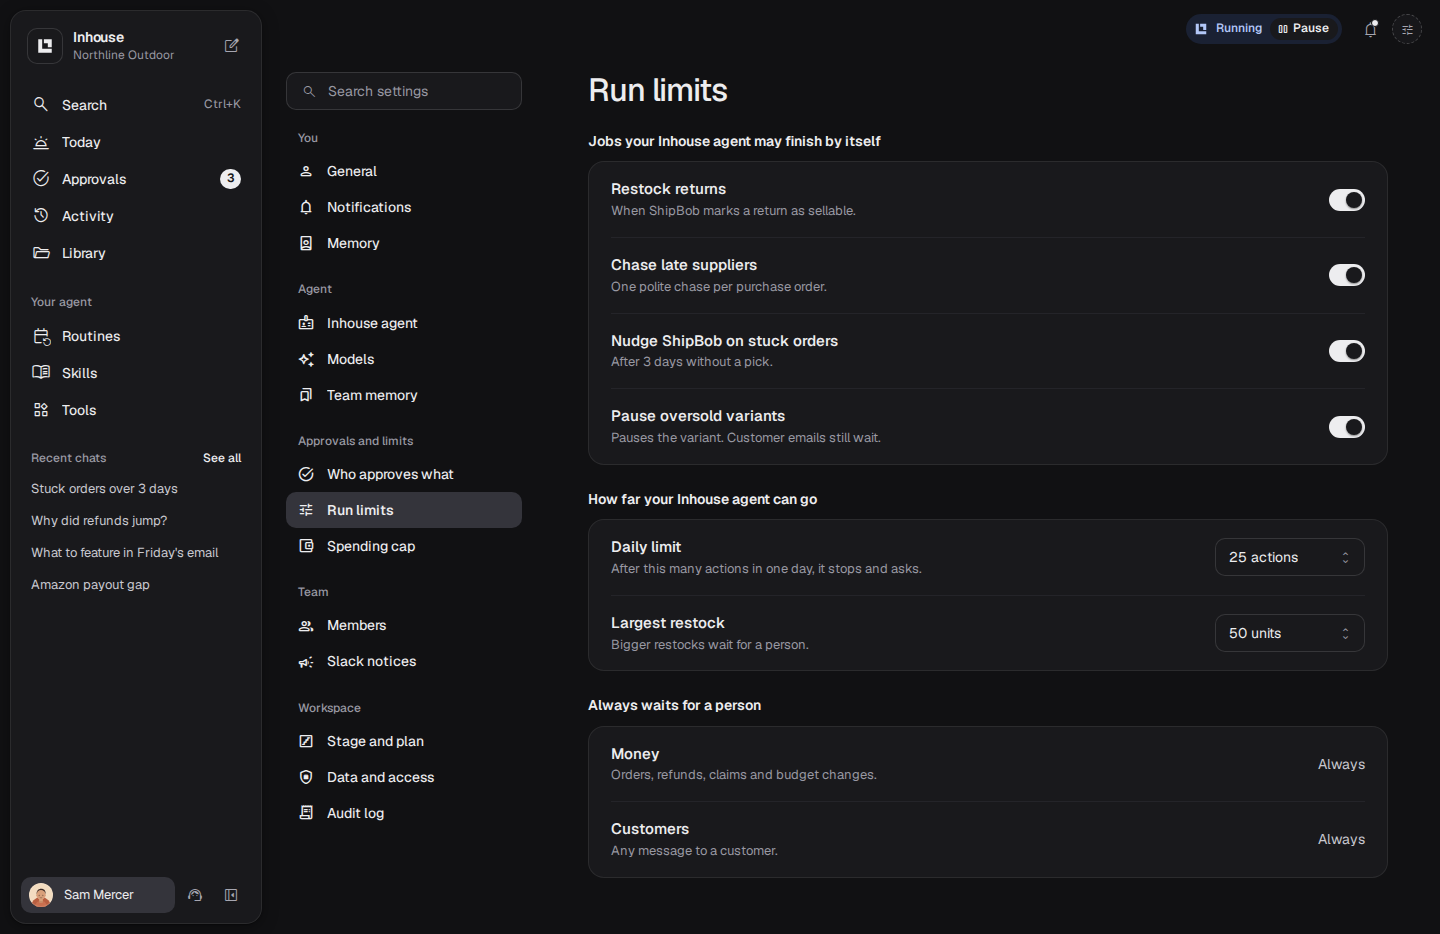 Inhouse
Northline Outdoor
Search Ctrl+K
Today
Approvals 3
Activity
Library
Your agent
Routines
Skills
Tools
Recent chats See all
Stuck orders over 3 days
Why did refunds jump?
What to feature in Friday's email
Amazon payout gap
Sam Mercer
Search settings
You
General
Notifications
Memory
Agent
Inhouse agent
Models
Team memory
Approvals and limits
Who approves what
Run limits
Spending cap
Team
Members
Slack notices
Workspace
Stage and plan
Data and access
Audit log
Running Pause
Run limits
Jobs your Inhouse agent may finish by itself
Restock returns
When ShipBob marks a return as sellable.
Chase late suppliers
One polite chase per purchase order.
Nudge ShipBob on stuck orders
After 3 days without a pick.
Pause oversold variants
Pauses the variant. Customer emails still wait.
How far your Inhouse agent can go
Daily limit
After this many actions in one day, it stops and asks.
25 actions
Largest restock
Bigger restocks wait for a person.
50 units
Always waits for a person
Money
Orders, refunds, claims and budget changes.
Always
Customers
Any message to a customer.
Always